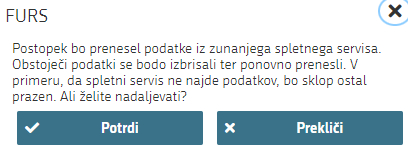 FURS
Postopek bo prenesel podatke iz zunanjega spletnega servisa.
Obstoječi podatki se bodo izbrisali ter ponovno prenesli. V
primeru, da spletni servis ne najde podatkov, bo sklop ostal
prazen. Ali želite nadaljevati?
Potrdi
Prekliči